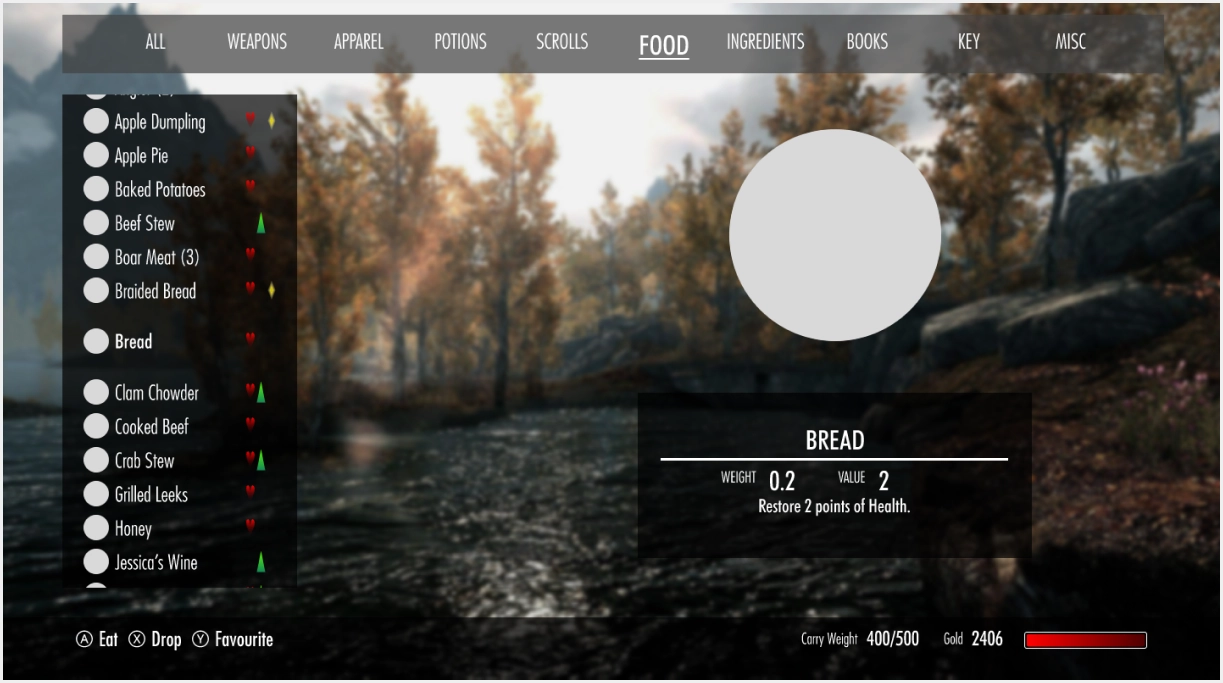 ALL WEAPONS APPAREL POTIONS SCROLLS FOOD INGREDIENTS BOOKS KEY MISC
Apple Dumpling
Apple Pie
Baked Potatoes
Beef Stew
Boar Meat (3)
Braided Bread
Bread
Clam Chowder
Cooked Beef
Crab Stew
Grilled Leeks
Honey
Jessica's Wine
BREAD
WEIGHT 0.2 VALUE 2
Restore 2 points of Health.
A Eat X Drop Y Favourite
Carry Weight 400/500 Gold 2406